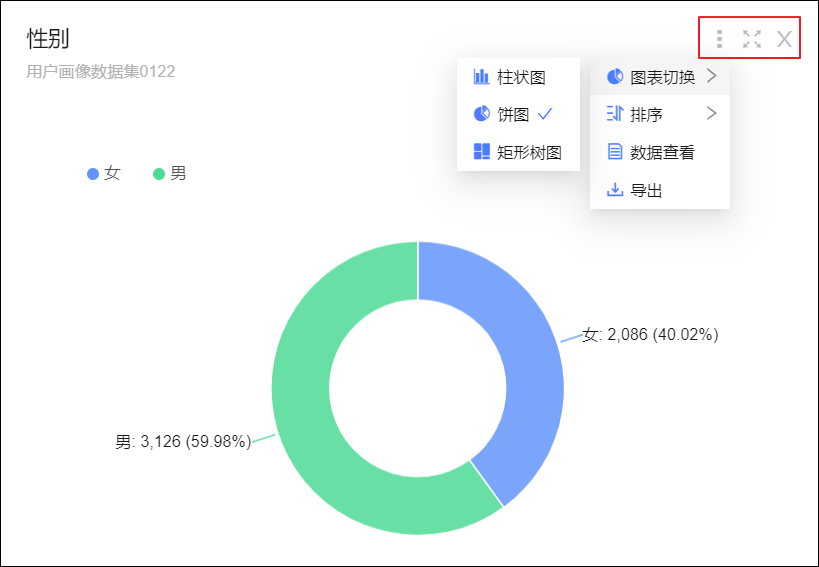 性别
用户画像数据集0122
柱状图
饼图
矩形树图
图表切换
排序
数据查看
导出
女
男
女: 2,086 (40.02%)
男: 3,126 (59.98%)